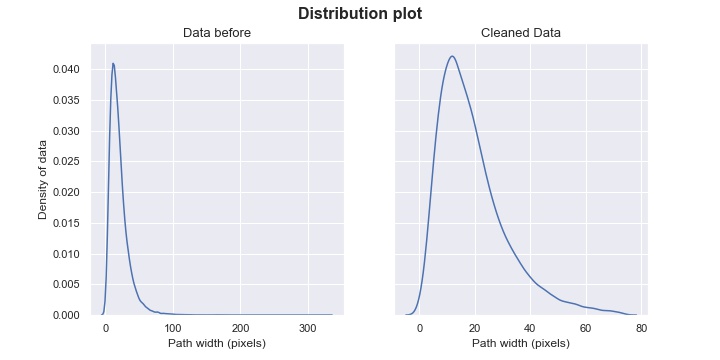 Distribution plot
Data before
Cleaned Data
Density of data
0.040
0.035
0.030
0.025
0.020
0.015
0.010
0.005
0.000
0 100 200 300
0 20 40 60 80
Path width (pixels)
Path width (pixels)